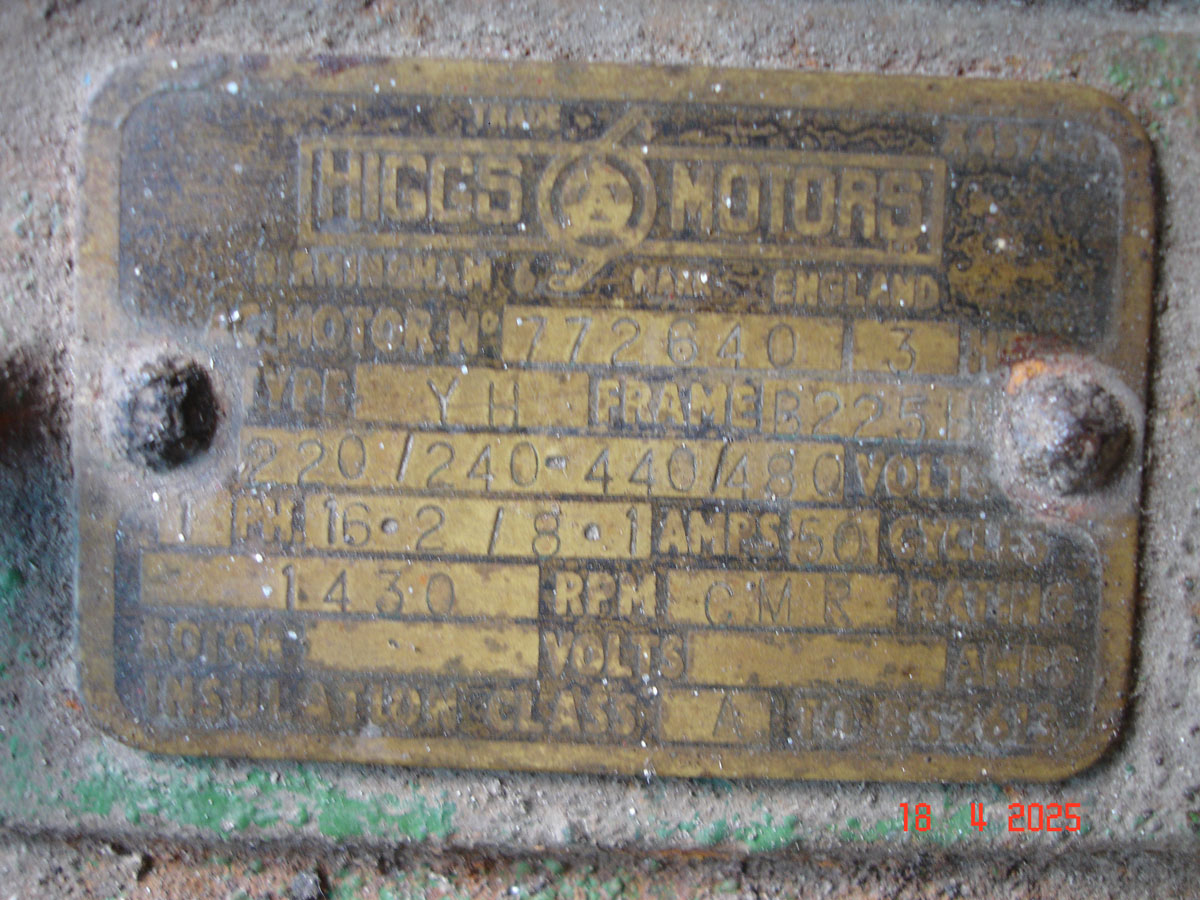 TRADE
HIGGS MOTORS
BIRMINGHAM 6 ENGLAND
A.C. MOTOR Nº 772640 3 H
TYPE YH FRAME B225
220/240-440/480 VOLTS
1 PH 16.2 / 8.1 AMPS 50 CYCLES
1430 RPM CMR RATING
ROTOR VOLTS AMPS
INSULATION CLASS A TO BS2613
18 4 2025